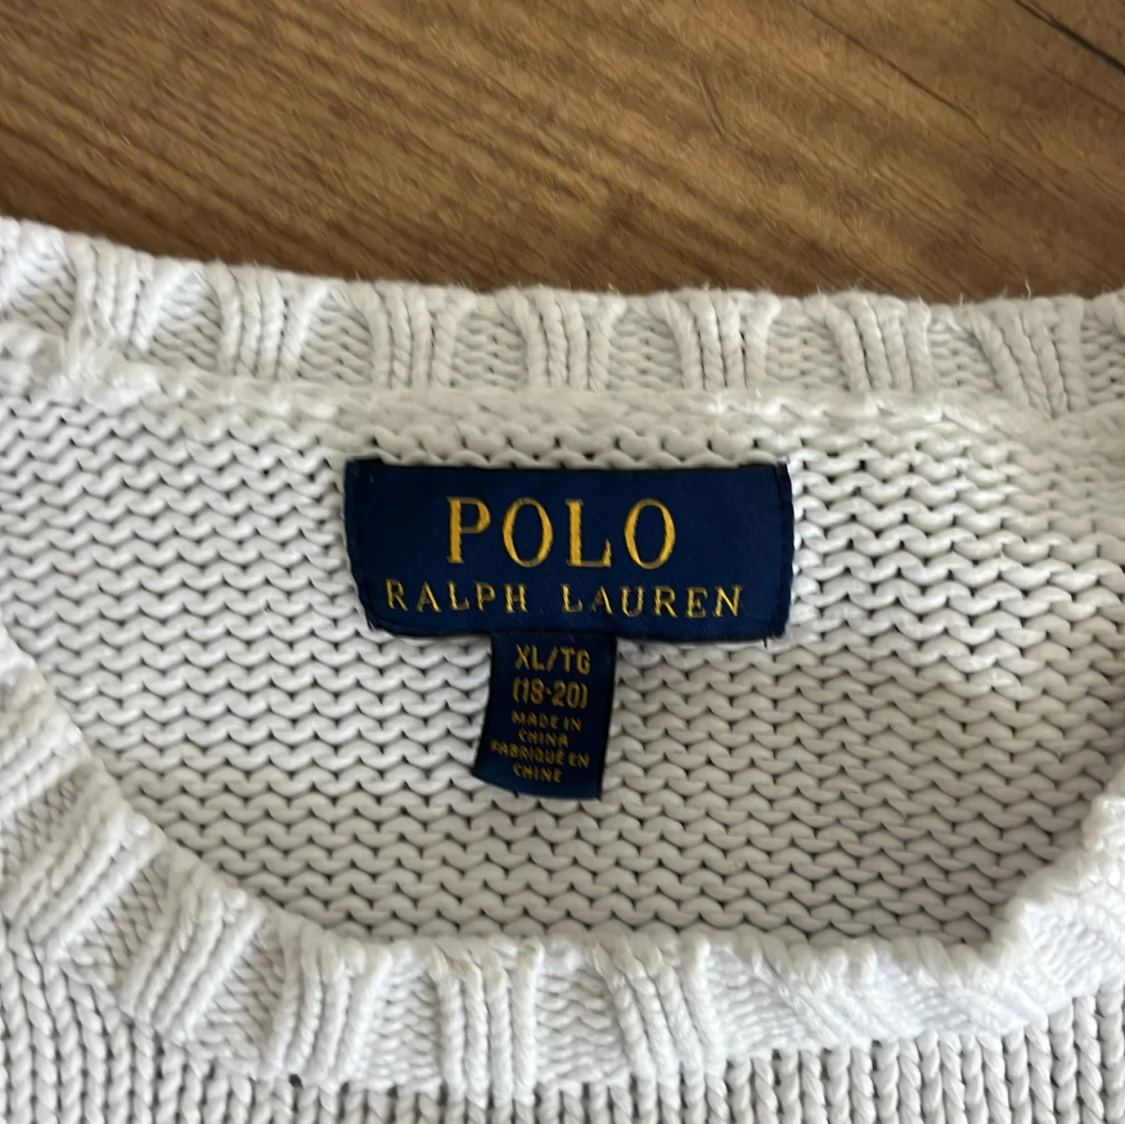 POLO
RALPH LAUREN
XL/TG
(18-20)
MADE IN
CHINA
FABRIQUÉ EN
CHINE